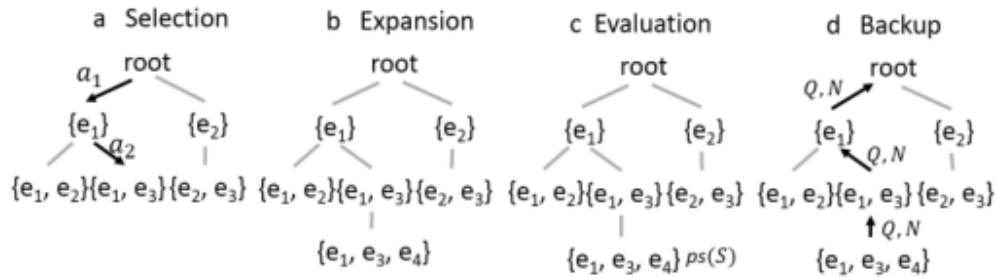 a Selection
root
a₁
{e₁} {e₂}
a₂
{e₁, e₂}{e₁, e₃}{e₂, e₃}
b Expansion
root
{e₁} {e₂}
{e₁, e₂}{e₁, e₃}{e₂, e₃}
{e₁, e₃, e₄}
c Evaluation
root
{e₁} {e₂}
{e₁, e₂}{e₁, e₃}{e₂, e₃}
{e₁, e₃, e₄} ps(S)
d Backup
root
Q, N
{e₁} {e₂}
Q, N
{e₁, e₂}{e₁, e₃}{e₂, e₃}
Q, N
{e₁, e₃, e₄}